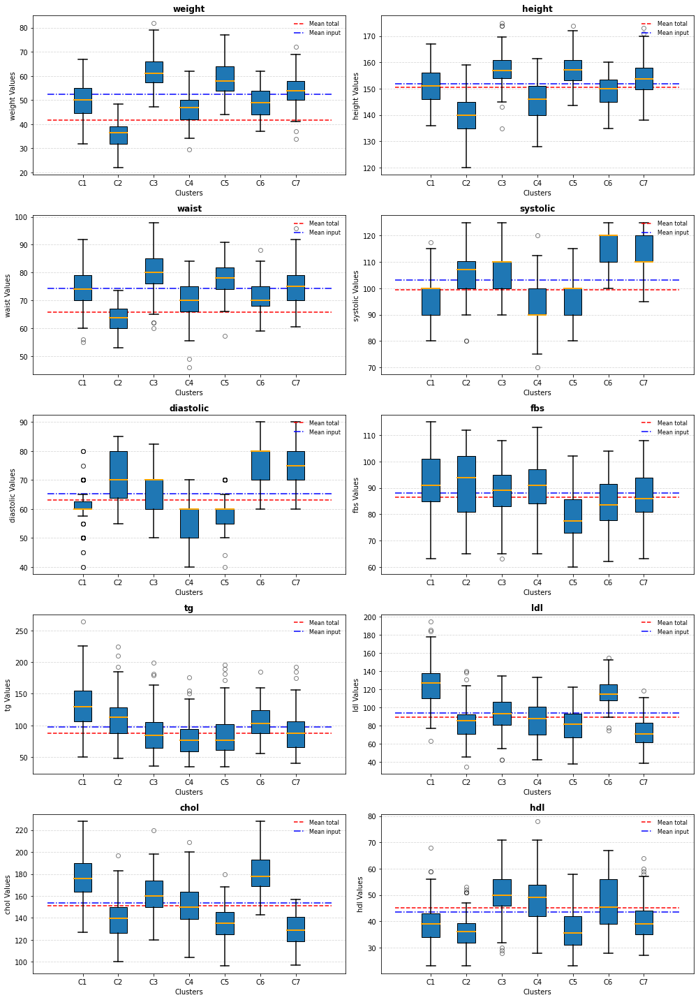 weight
80
70
60
50
40
30
20
weight Values
Mean total
Mean input
C1 C2 C3 C4 C5 C6 C7
Clusters
height
170
160
150
140
130
120
height Values
Mean total
Mean input
C1 C2 C3 C4 C5 C6 C7
Clusters
waist
100
90
80
70
60
50
waist Values
Mean total
Mean input
C1 C2 C3 C4 C5 C6 C7
Clusters
systolic
120
110
100
90
80
70
systolic Values
Mean total
Mean input
C1 C2 C3 C4 C5 C6 C7
Clusters
diastolic
90
80
70
60
50
40
diastolic Values
Mean total
Mean input
C1 C2 C3 C4 C5 C6 C7
Clusters
fbs
110
100
90
80
70
60
fbs Values
Mean total
Mean input
C1 C2 C3 C4 C5 C6 C7
Clusters
tg
250
200
150
100
50
tg Values
Mean total
Mean input
C1 C2 C3 C4 C5 C6 C7
Clusters
ldl
200
180
160
140
120
100
80
60
40
ldl Values
Mean total
Mean input
C1 C2 C3 C4 C5 C6 C7
Clusters
chol
220
200
180
160
140
120
100
chol Values
Mean total
Mean input
C1 C2 C3 C4 C5 C6 C7
Clusters
hdl
80
70
60
50
40
30
hdl Values
Mean total
Mean input
C1 C2 C3 C4 C5 C6 C7
Clusters